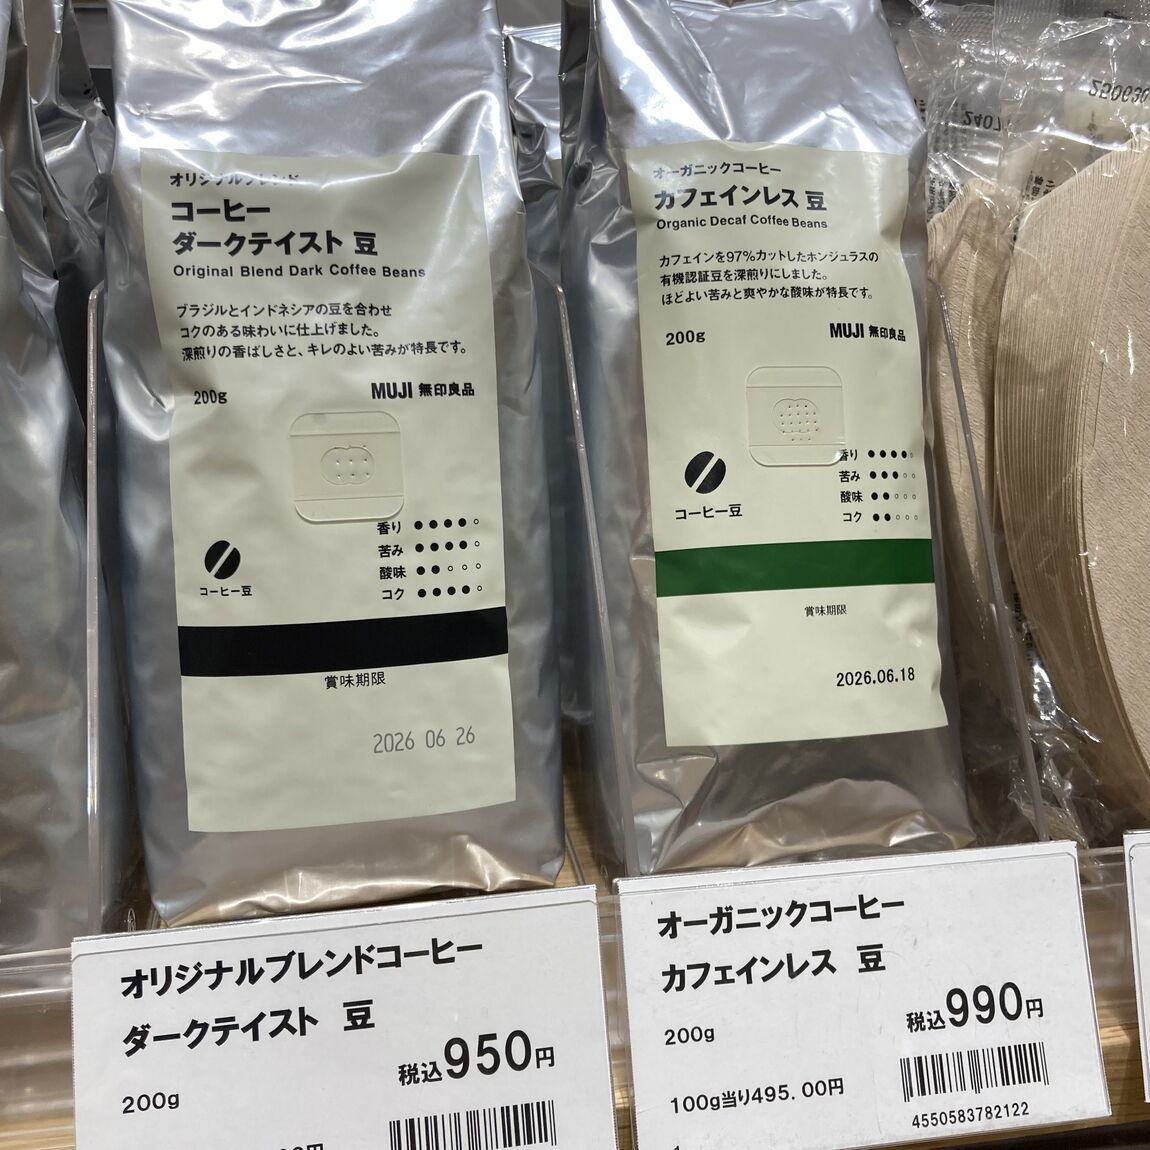 オリジナルブレンド
コーヒー
ダークテイスト 豆
Original Blend Dark Coffee Beans
ブラジルとインドネシアの豆を合わせ
コクのある味わいに仕上げました。
深煎りの香ばしさと、キレのよい苦みが特長です。
200g
MUJI 無印良品
香り ●●●●○
苦み ●●●●○
酸味 ●●○○○
コク ●●●●○
コーヒー豆
賞味期限
2026 06 26
オーガニックコーヒー
カフェインレス 豆
Organic Decaf Coffee Beans
カフェインを97%カットしたホンジュラスの
有機認証豆を深煎りにしました。
ほどよい苦みと爽やかな酸味が特長です。
200g
MUJI 無印良品
香り ●●●●○
苦み ●●●○○
酸味 ●●○○○
コク ●●○○○
コーヒー豆
賞味期限
2026.06.18
250630
2407
オリジナルブレンドコーヒー
ダークテイスト 豆
税込950円
200g
オーガニックコーヒー
カフェインレス 豆
税込990円
200g
100g当り495.00円
4550583782122